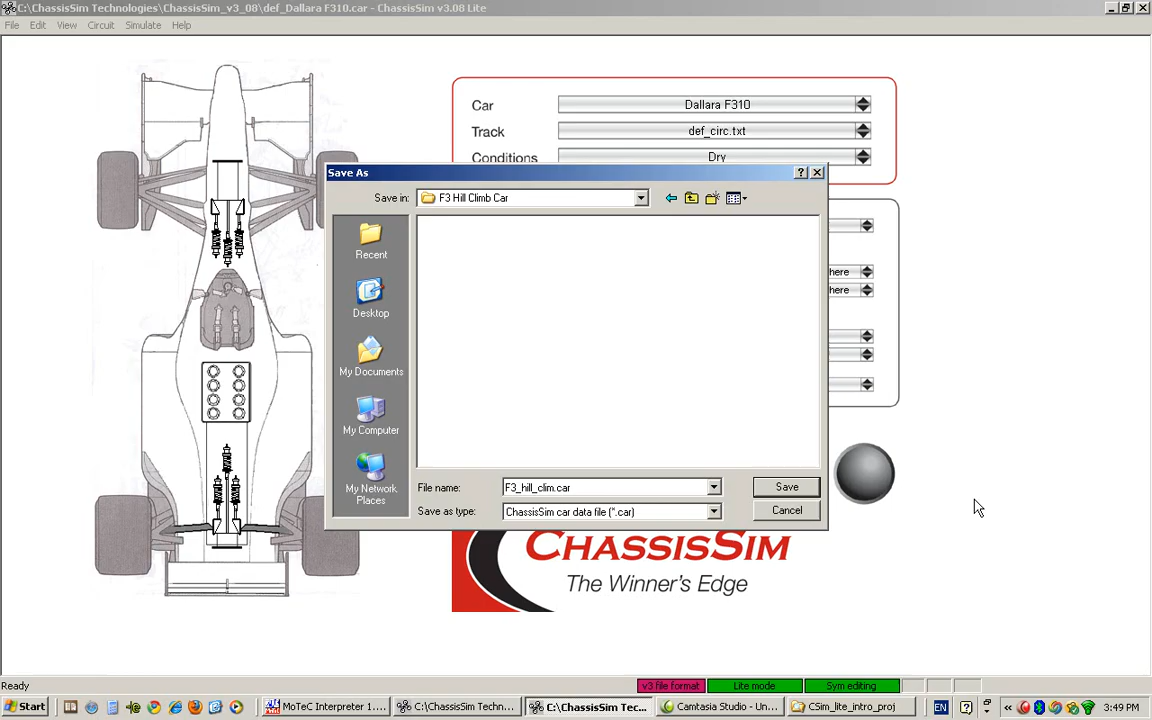 C:\ChassisSim Technologies\ChassisSim_v3_08\def_Dallara F310.car - ChassisSim v3.08 Lite
File Edit View Circuit Simulate Help
Car Dallara F310
Track def_circ.txt
Conditions Dry
Save As
Save in: F3 Hill Climb Car
Recent
Desktop
here
here
My Documents
My Computer
My Network
Places
File name: F3_hill_clim.car Save
Save as type: ChassisSim car data file (*.car) Cancel
CHASSISSIM
The Winner's Edge
Ready v3 file format Lite mode Sym editing
Start MoTeC Interpreter 1.... C:\ChassisSim Techn... C:\ChassisSim Tec... Camtasia Studio - Un... CSim_lite_intro_proj EN 3:49 PM